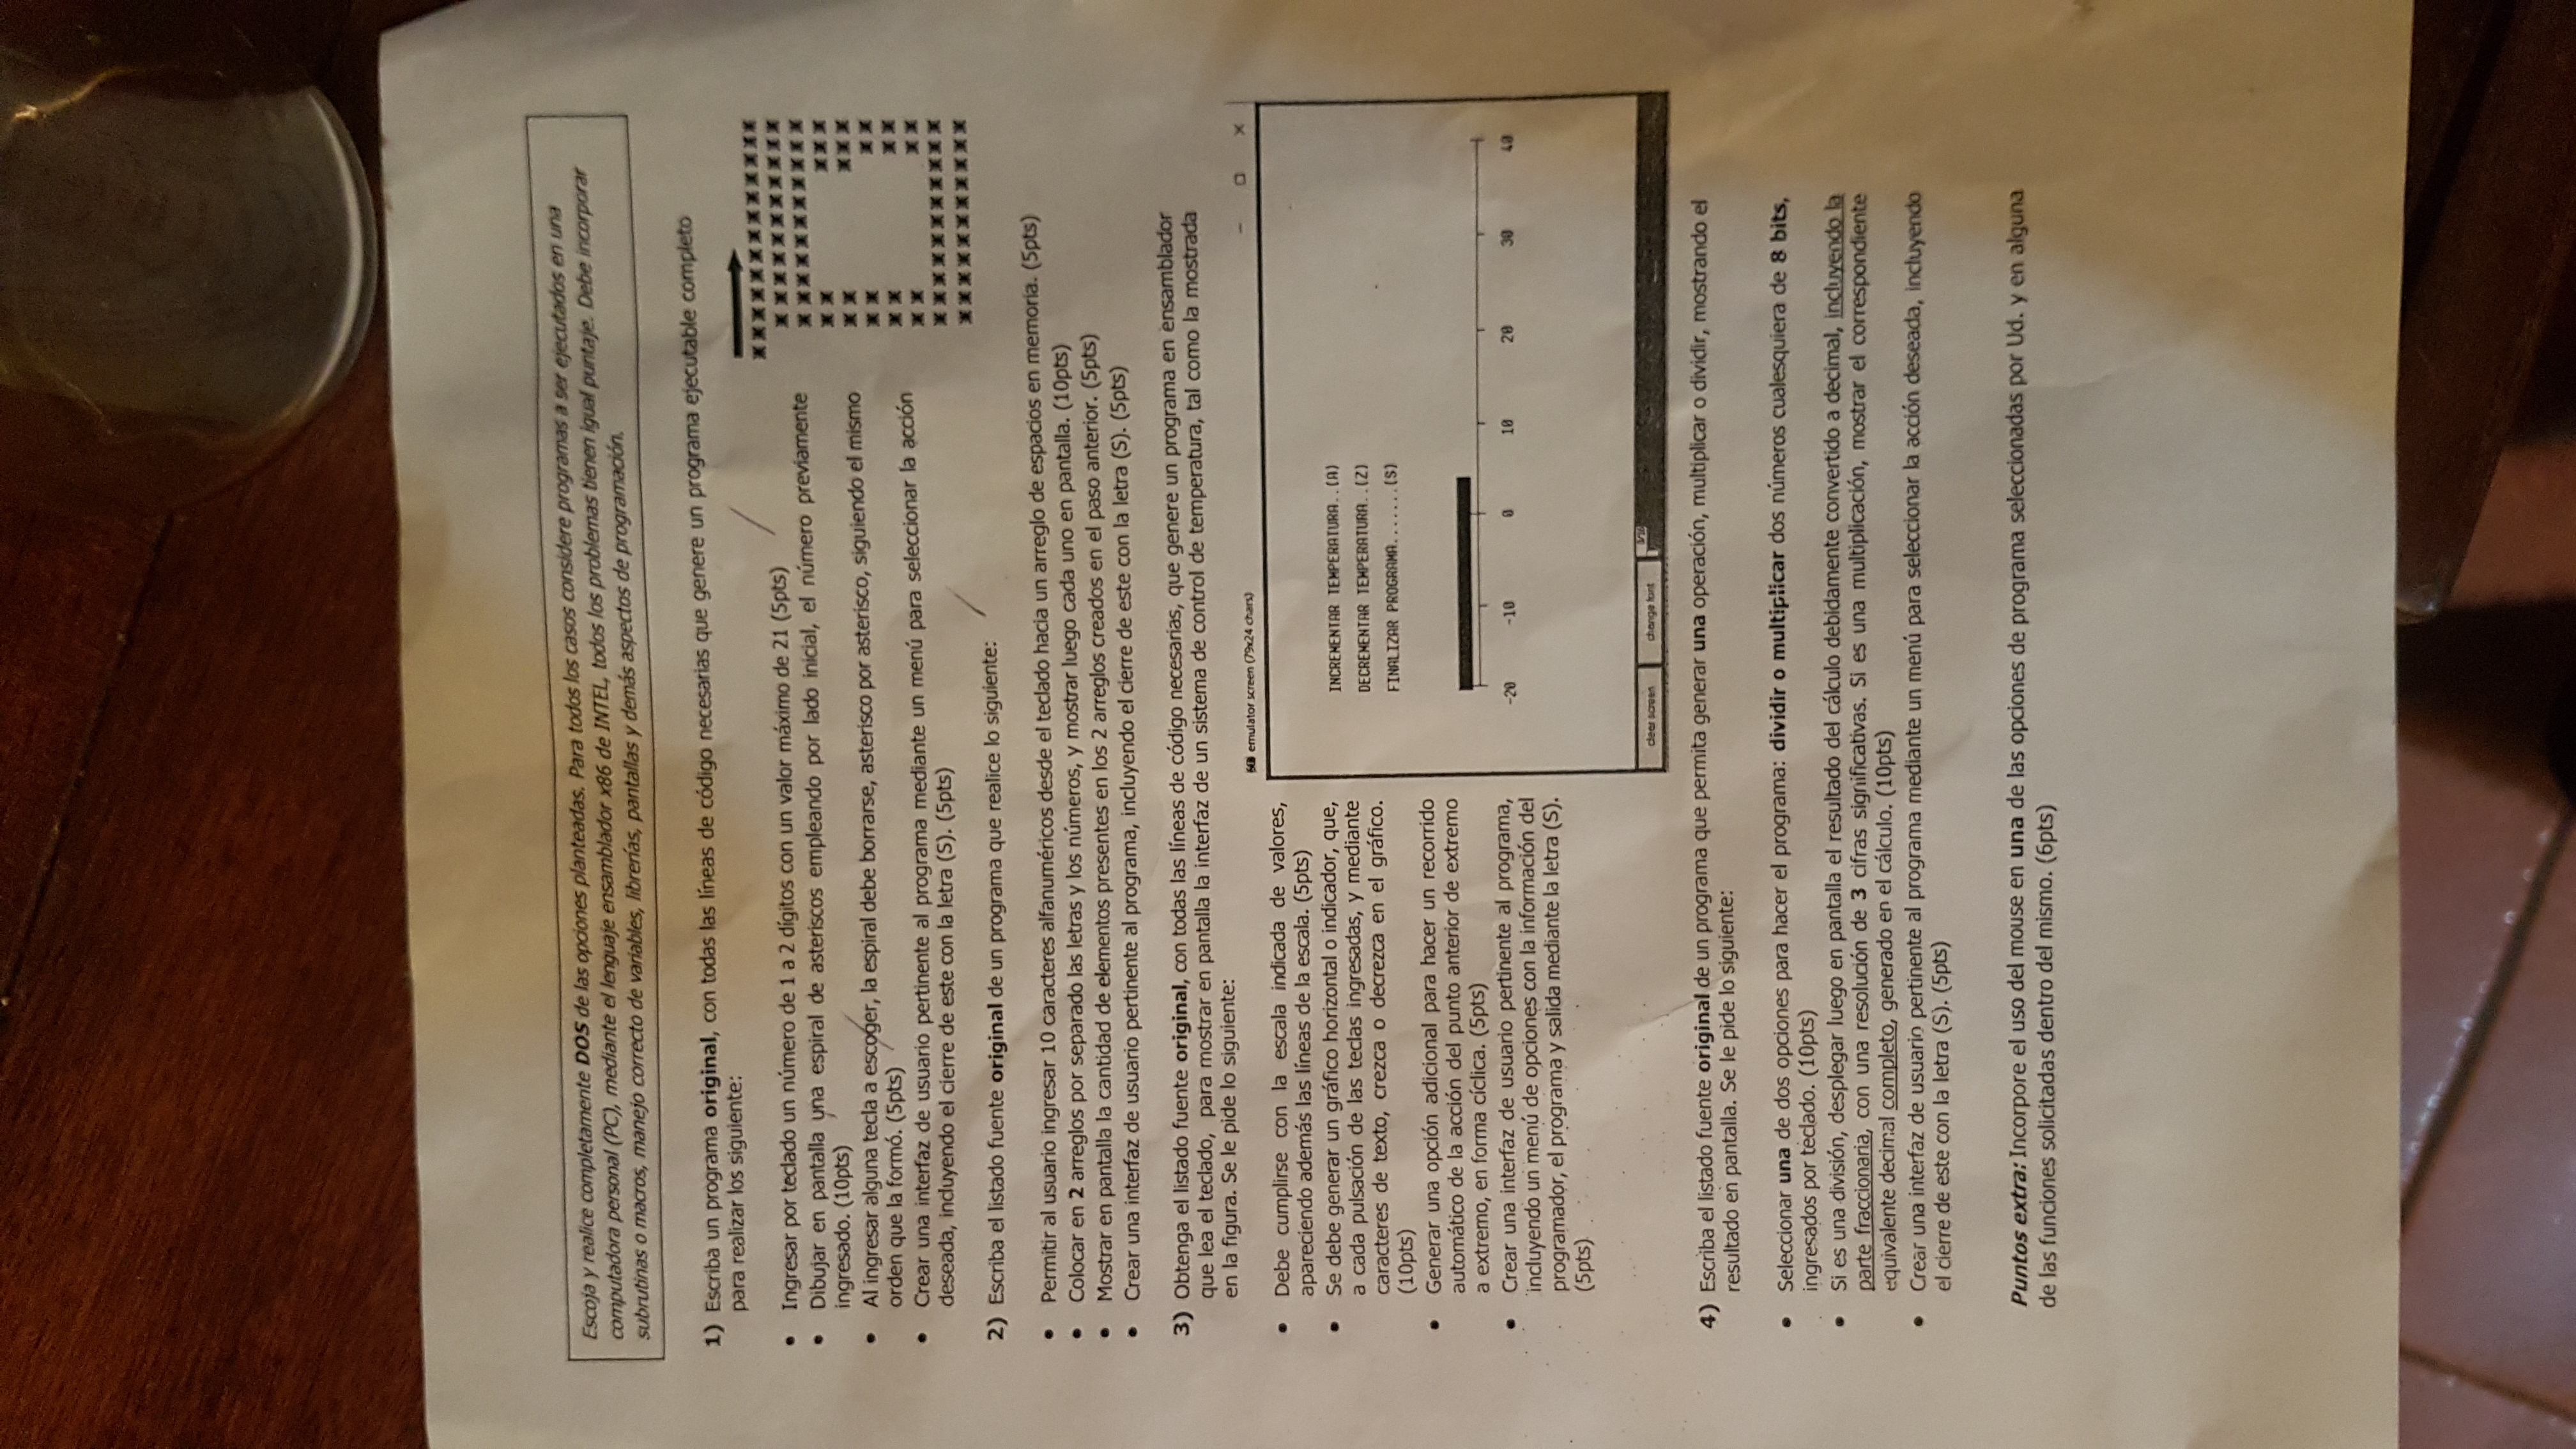 Escoja y realice completamente DOS de las opciones planteadas. Para todos los casos considere programas a ser ejecutados en una
computadora personal (PC), mediante el lenguaje ensamblador x86 de INTEL, todos los problemas tienen igual puntaje. Debe incorporar
subrutinas o macros, manejo correcto de variables, librerías, pantallas y demás aspectos de programación.
1) Escriba un programa original, con todas las líneas de código necesarias que genere un programa ejecutable completo
para realizar los siguiente:
• Ingresar por teclado un número de 1 a 2 dígitos con un valor máximo de 21 (5pts)
• Dibujar en pantalla una espiral de asteriscos empleando por lado inicial, el número previamente
ingresado. (10pts)
• Al ingresar alguna tecla a escoger, la espiral debe borrarse, asterisco por asterisco, siguiendo el mismo
orden que la formó. (5pts)
• Crear una interfaz de usuario pertinente al programa mediante un menú para seleccionar la acción
deseada, incluyendo el cierre de este con la letra (S). (5pts)
2) Escriba el listado fuente original de un programa que realice lo siguiente:
• Permitir al usuario ingresar 10 caracteres alfanuméricos desde el teclado hacia un arreglo de espacios en memoria. (5pts)
• Colocar en 2 arreglos por separado las letras y los números, y mostrar luego cada uno en pantalla. (10pts)
• Mostrar en pantalla la cantidad de elementos presentes en los 2 arreglos creados en el paso anterior. (5pts)
• Crear una interfaz de usuario pertinente al programa, incluyendo el cierre de este con la letra (S). (5pts)
3) Obtenga el listado fuente original, con todas las líneas de código necesarias, que genere un programa en ensamblador
que lea el teclado, para mostrar en pantalla la interfaz de un sistema de control de temperatura, tal como la mostrada
en la figura. Se le pide lo siguiente:
• Debe cumplirse con la escala indicada de valores,
apareciendo además las líneas de la escala. (5pts)
• Se debe generar un gráfico horizontal o indicador, que,
a cada pulsación de las teclas ingresadas, y mediante
caracteres de texto, crezca o decrezca en el gráfico.
(10pts)
• Generar una opción adicional para hacer un recorrido
automático de la acción del punto anterior de extremo
a extremo, en forma cíclica. (5pts)
• Crear una interfaz de usuario pertinente al programa,
incluyendo un menú de opciones con la información del
programador, el programa y salida mediante la letra (S).
(5pts)
emulator screen (79x24 chars)
INCREMENTAR TEMPERATURA..(A)
DECREMENTAR TEMPERATURA..(Z)
FINALIZAR PROGRAMA.......(S)
-20 -10 0 10 20 30 40
clear screen change font
4) Escriba el listado fuente original de un programa que permita generar una operación, multiplicar o dividir, mostrando el
resultado en pantalla. Se le pide lo siguiente:
• Seleccionar una de dos opciones para hacer el programa: dividir o multiplicar dos números cualesquiera de 8 bits,
ingresados por teclado. (10pts)
• Si es una división, desplegar luego en pantalla el resultado del cálculo debidamente convertido a decimal, incluyendo la
parte fraccionaria, con una resolución de 3 cifras significativas. Si es una multiplicación, mostrar el correspondiente
equivalente decimal completo, generado en el cálculo. (10pts)
• Crear una interfaz de usuario pertinente al programa mediante un menú para seleccionar la acción deseada, incluyendo
el cierre de este con la letra (S). (5pts)
Puntos extra: Incorpore el uso del mouse en una de las opciones de programa seleccionadas por Ud. y en alguna
de las funciones solicitadas dentro del mismo. (6pts)